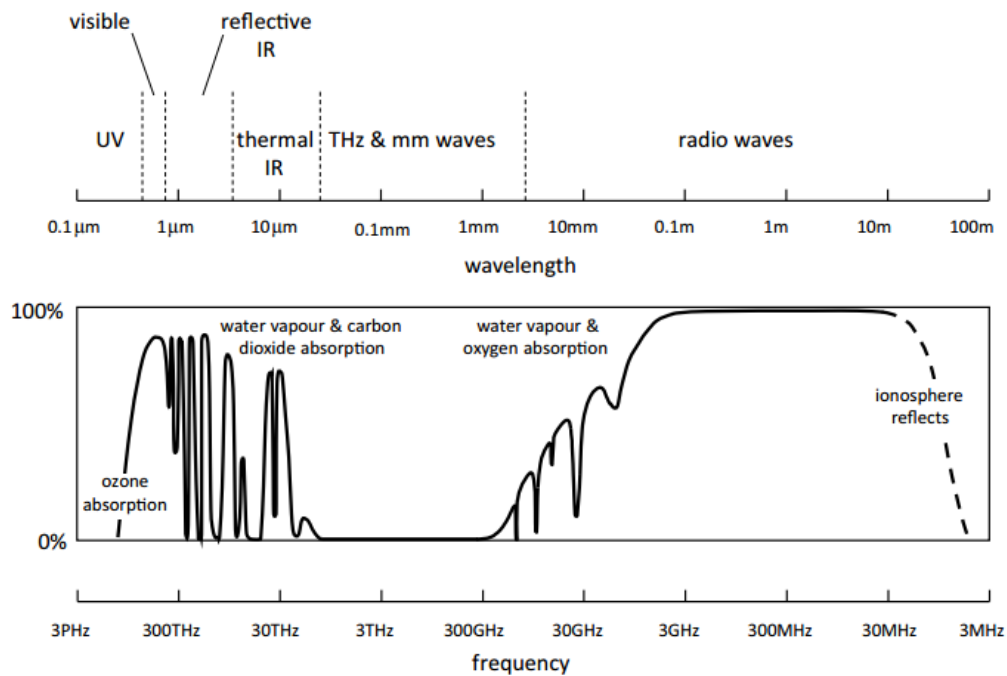 visible
reflective
IR
UV
thermal
IR
THz & mm waves
radio waves
0.1µm 1µm 10µm 0.1mm 1mm 10mm 0.1m 1m 10m 100m
wavelength
100%
water vapour & carbon
dioxide absorption
water vapour &
oxygen absorption
ionosphere
reflects
ozone
absorption
0%
3PHz 300THz 30THz 3THz 300GHz 30GHz 3GHz 300MHz 30MHz 3MHz
frequency